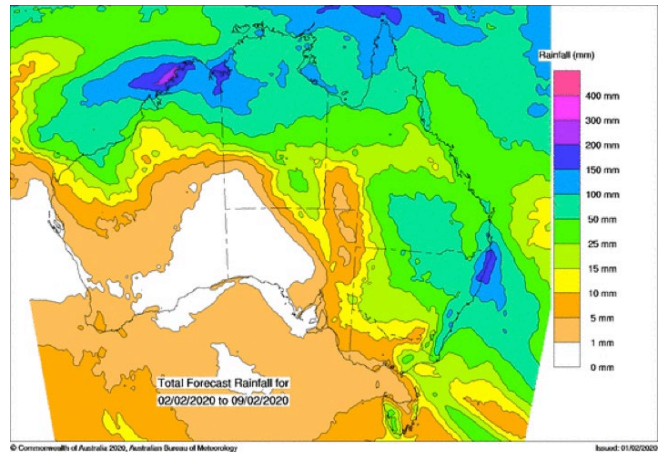 Rainfall (mm)
400 mm
300 mm
200 mm
150 mm
100 mm
50 mm
25 mm
15 mm
10 mm
5 mm
1 mm
0 mm
Total Forecast Rainfall for
02/02/2020 to 09/02/2020
© Commonwealth of Australia 2020, Australian Bureau of Meteorology
Issued: 01/02/2020